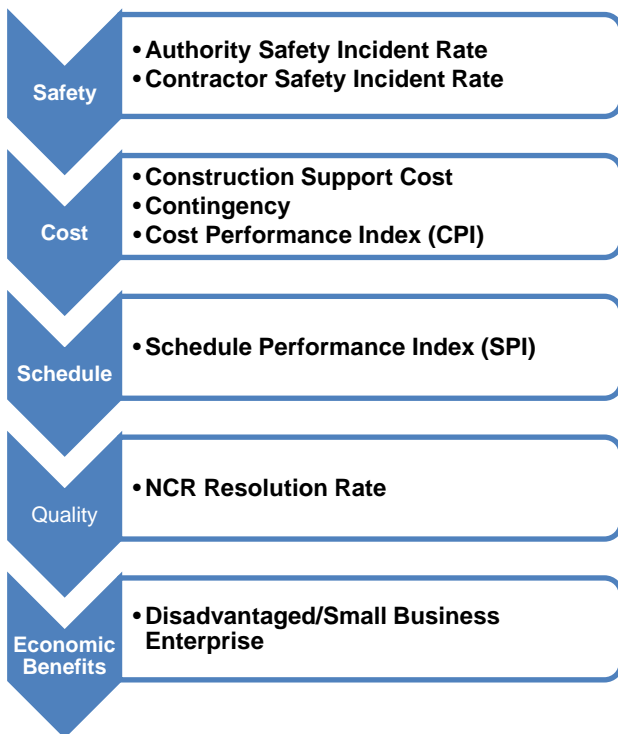 Safety
•Authority Safety Incident Rate
•Contractor Safety Incident Rate
Cost
•Construction Support Cost
•Contingency
•Cost Performance Index (CPI)
Schedule
•Schedule Performance Index (SPI)
Quality
•NCR Resolution Rate
Economic
Benefits
•Disadvantaged/Small Business
Enterprise